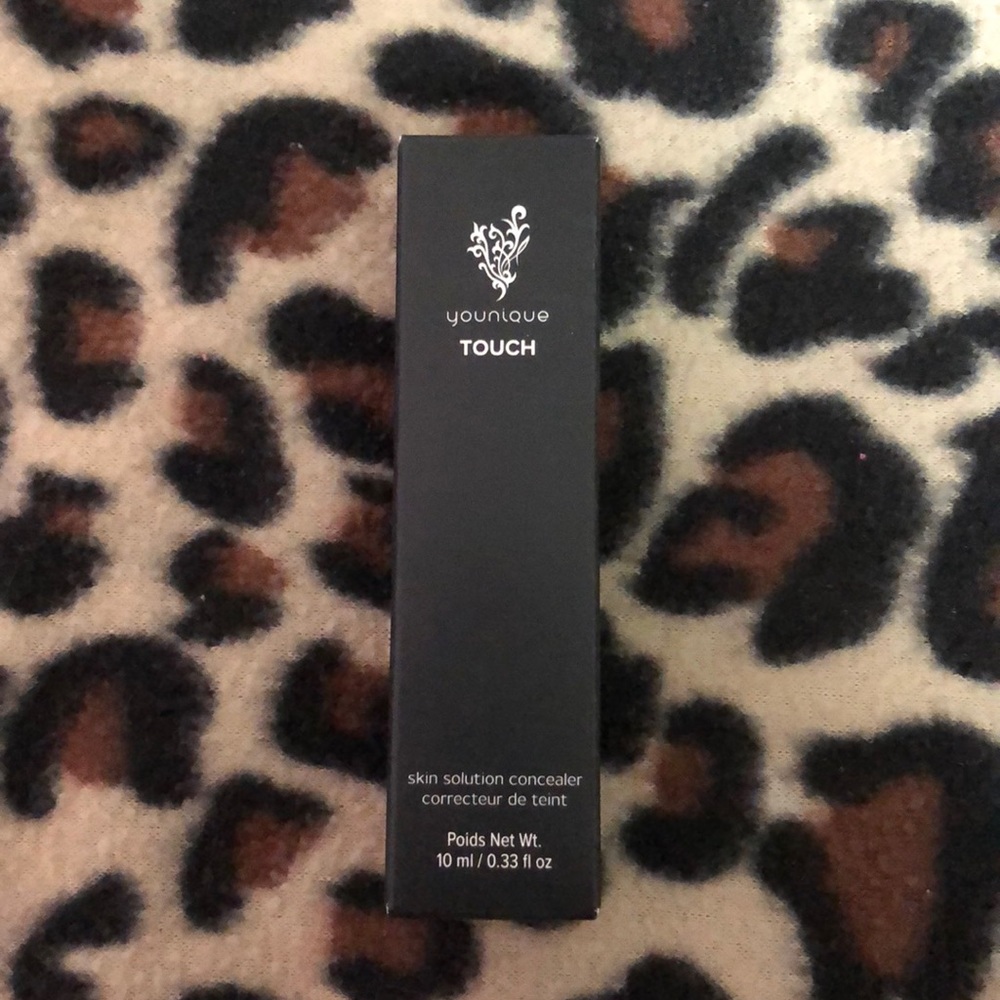 younique
TOUCH
skin solution concealer
correcteur de teint
Poids Net Wt.
10 ml / 0.33 fl oz